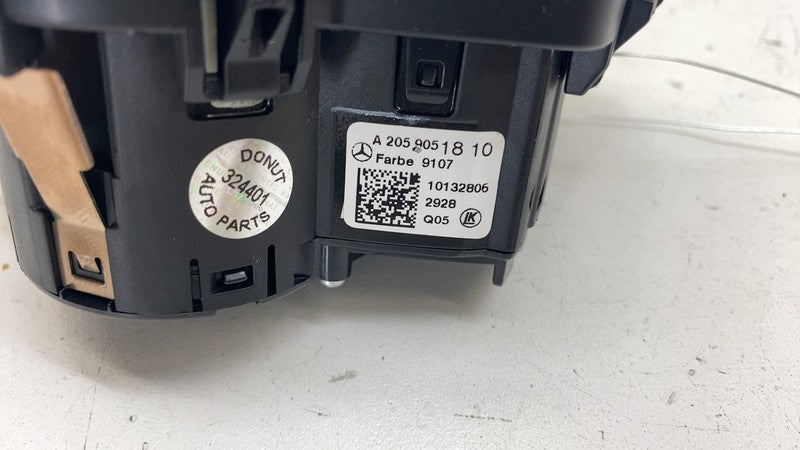 DONUT
324401
AUTO PARTS
A 205 905 18 10
Farbe 9107
10132806
2928
Q05